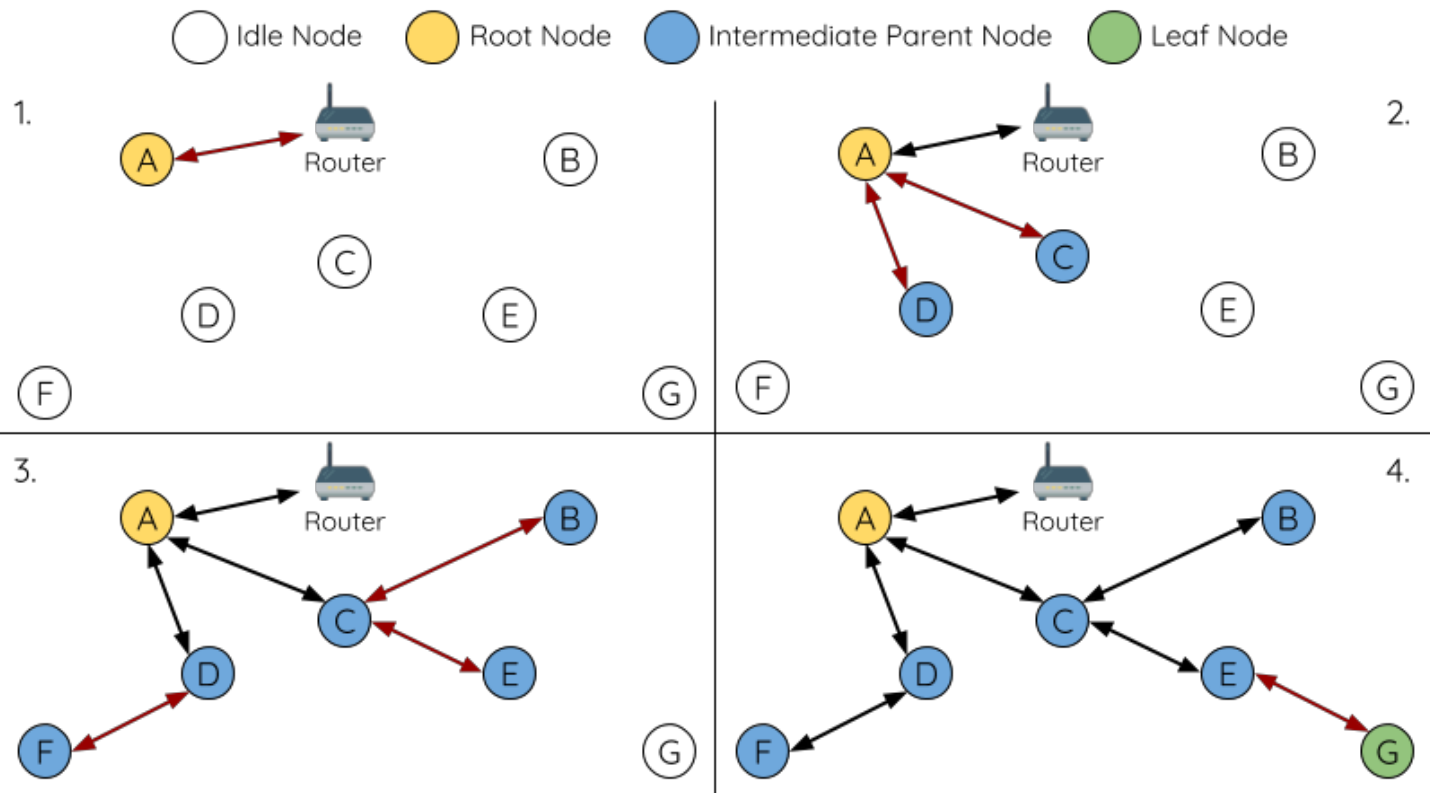 Idle Node Root Node Intermediate Parent Node Leaf Node
1.
A
Router
B
C
D
E
F
G
2.
A
Router
B
C
D
E
F
G
3.
A
Router
B
C
D
E
F
G
4.
A
Router
B
C
D
E
F
G